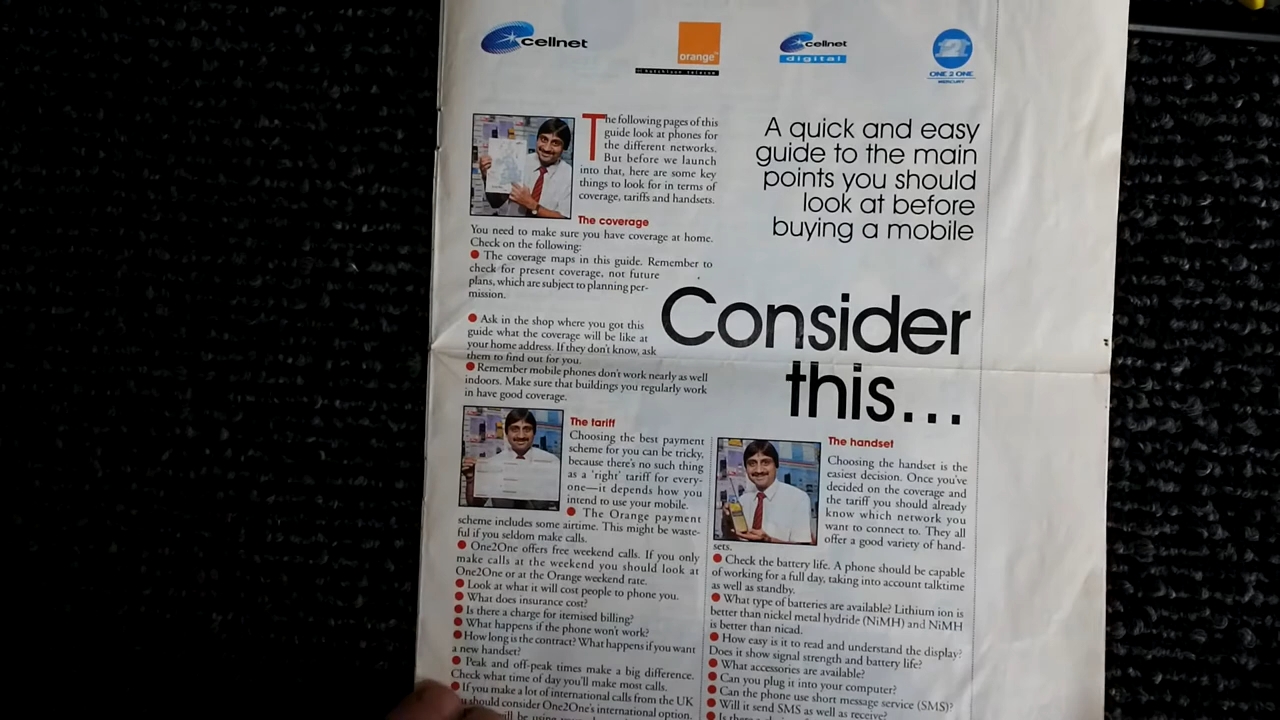 cellnet
orange™
cellnet
digital
ONE 2 ONE
MERCURY
A quick and easy
guide to the main
points you should
look at before
buying a mobile
Consider
this...
The following pages of this
guide look at phones for
the different networks.
But before we launch
into that, here are some key
things to look for in terms of
coverage, tariffs and handsets.
The coverage
You need to make sure you have coverage at home.
Check on the following:
● The coverage maps in this guide. Remember to
check for present coverage, not future
plans, which are subject to planning per-
mission.
● Ask in the shop where you got this
guide what the coverage will be like at
your home address. If they don't know, ask
them to find out for you.
● Remember mobile phones don't work nearly as well
indoors. Make sure that buildings you regularly work
in have good coverage.
The tariff
Choosing the best payment
scheme for you can be tricky,
because there's no such thing
as a 'right' tariff for every-
one—it depends how you
intend to use your mobile.
● The Orange payment
scheme includes some airtime. This might be waste-
ful if you seldom make calls.
● One2One offers free weekend calls. If you only
make calls at the weekend you should look at
One2One or at the Orange weekend rate.
● Look at what it will cost people to phone you.
● What does insurance cost?
● Is there a charge for itemised billing?
● What happens if the phone won't work?
● How long is the contract? What happens if you want
a new handset?
● Peak and off-peak times make a big difference.
Check what time of day you'll make most calls.
● If you make a lot of international calls from the UK
you should consider One2One's international option.
will be using
The handset
Choosing the handset is the
easiest decision. Once you've
decided on the coverage and
the tariff you should already
know which network you
want to connect to. They all
offer a good variety of hand-
sets.
● Check the battery life. A phone should be capable
of working for a full day, taking into account talktime
as well as standby.
● What type of batteries are available? Lithium ion is
better than nickel metal hydride (NiMH) and NiMH
is better than nicad.
● How easy is it to read and understand the display?
Does it show signal strength and battery life?
● What accessories are available?
● Can you plug it into your computer?
● Can the phone use short message service (SMS)?
● Will it send SMS as well as receive?
● Is there a